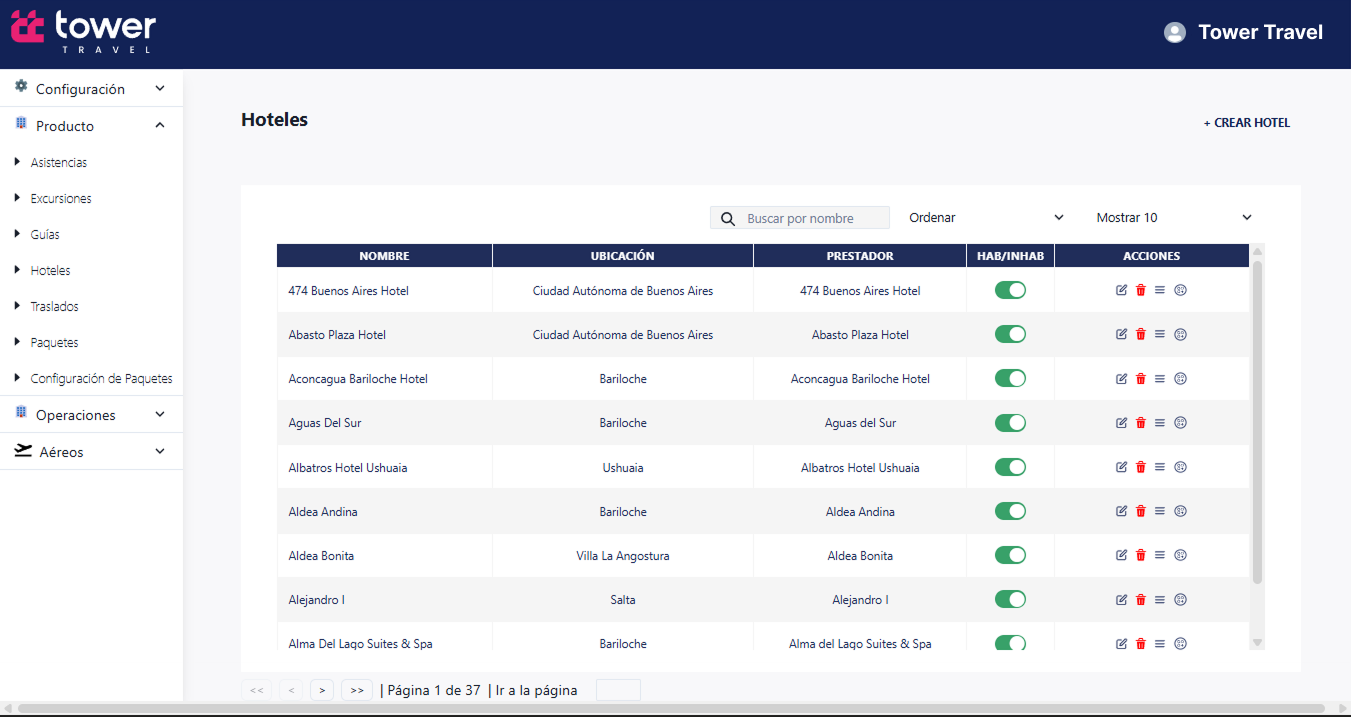 tower
TRAVEL
Tower Travel
Configuración
Producto
Asistencias
Excursiones
Guías
Hoteles
Traslados
Paquetes
Configuración de Paquetes
Operaciones
Aéreos
Hoteles
+ CREAR HOTEL
Buscar por nombre Ordenar Mostrar 10
NOMBRE UBICACIÓN PRESTADOR HAB/INHAB ACCIONES
474 Buenos Aires Hotel Ciudad Autónoma de Buenos Aires 474 Buenos Aires Hotel
Abasto Plaza Hotel Ciudad Autónoma de Buenos Aires Abasto Plaza Hotel
Aconcagua Bariloche Hotel Bariloche Aconcagua Bariloche Hotel
Aguas Del Sur Bariloche Aguas del Sur
Albatros Hotel Ushuaia Ushuaia Albatros Hotel Ushuaia
Aldea Andina Bariloche Aldea Andina
Aldea Bonita Villa La Angostura Aldea Bonita
Alejandro I Salta Alejandro I
Alma Del Lago Suites & Spa Bariloche Alma del Lago Suites & Spa
<< < > >> | Página 1 de 37 | Ir a la página